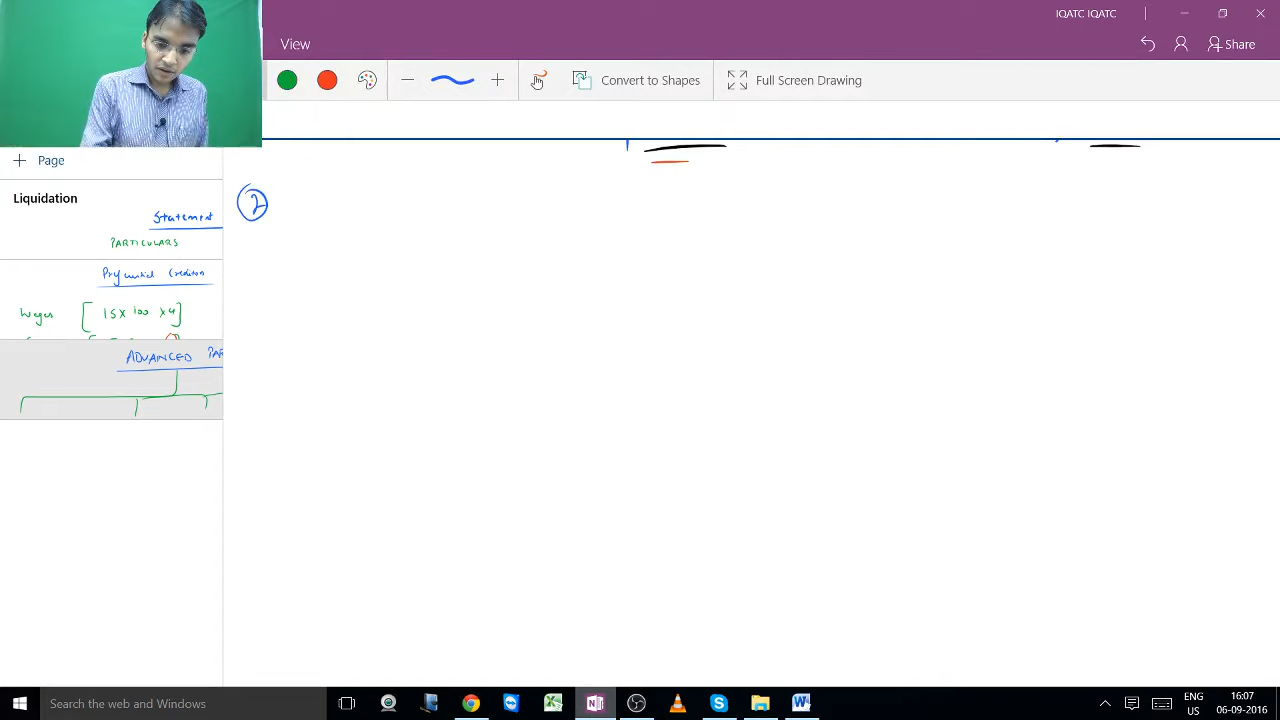 IQATC IQATC
View
Share
Convert to Shapes
Full Screen Drawing
+ Page
Liquidation
Statement
PARTICULARS
Wages [15 x 100 x 4]
ADVANCED
2
Search the web and Windows
ENG
US
16:07
06-09-2016